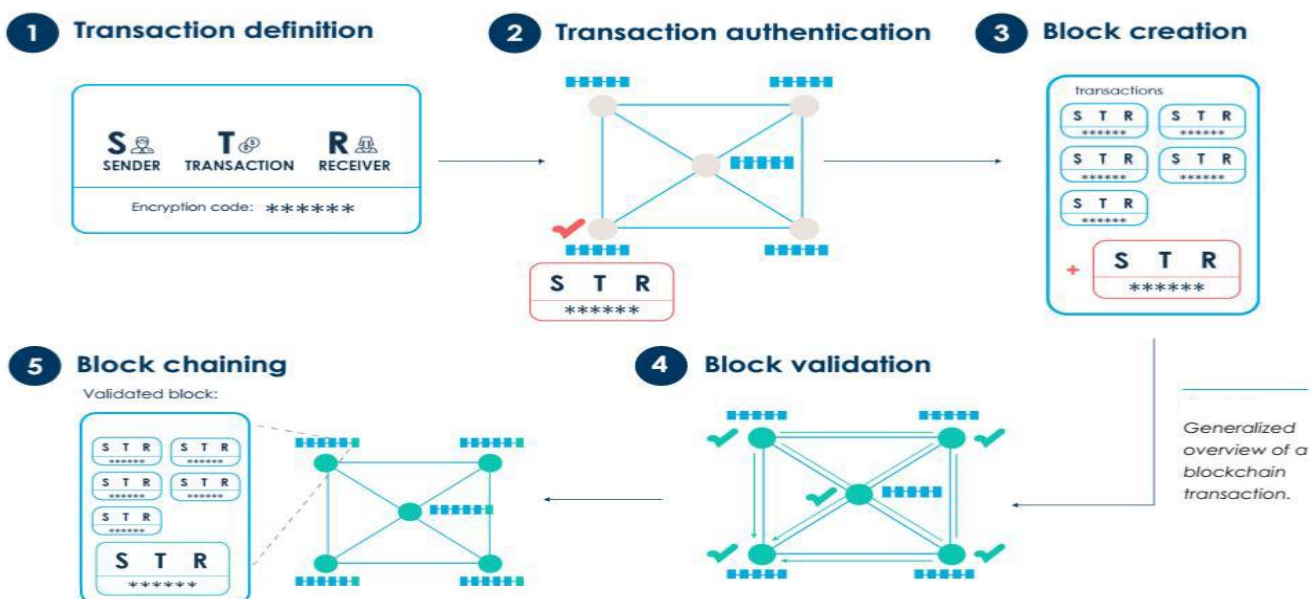 1 Transaction definition
S T R
SENDER TRANSACTION RECEIVER
Encryption code: ******
2 Transaction authentication
S T R
******
3 Block creation
transactions
S T R S T R
****** ******
S T R S T R
****** ******
S T R
******
+ S T R
******
4 Block validation
Generalized
overview of a
blockchain
transaction.
5 Block chaining
Validated block:
S T R S T R
****** ******
S T R S T R
****** ******
S T R
******
S T R
******